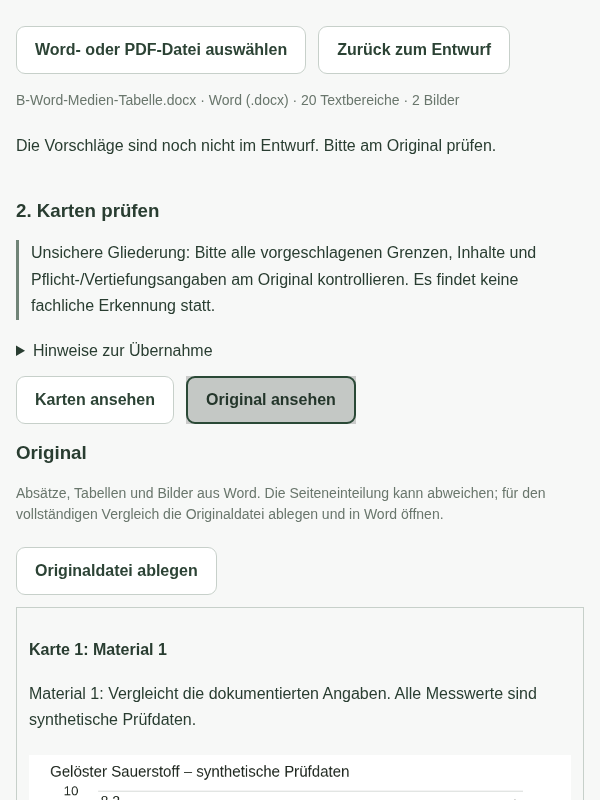 Word- oder PDF-Datei auswählen
Zurück zum Entwurf
B-Word-Medien-Tabelle.docx · Word (.docx) · 20 Textbereiche · 2 Bilder
Die Vorschläge sind noch nicht im Entwurf. Bitte am Original prüfen.
2. Karten prüfen
Unsichere Gliederung: Bitte alle vorgeschlagenen Grenzen, Inhalte und
Pflicht-/Vertiefungsangaben am Original kontrollieren. Es findet keine
fachliche Erkennung statt.
Hinweise zur Übernahme
Karten ansehen
Original ansehen
Original
Absätze, Tabellen und Bilder aus Word. Die Seiteneinteilung kann abweichen; für den
vollständigen Vergleich die Originaldatei ablegen und in Word öffnen.
Originaldatei ablegen
Karte 1: Material 1
Material 1: Vergleicht die dokumentierten Angaben. Alle Messwerte sind
synthetische Prüfdaten.
Gelöster Sauerstoff – synthetische Prüfdaten
10